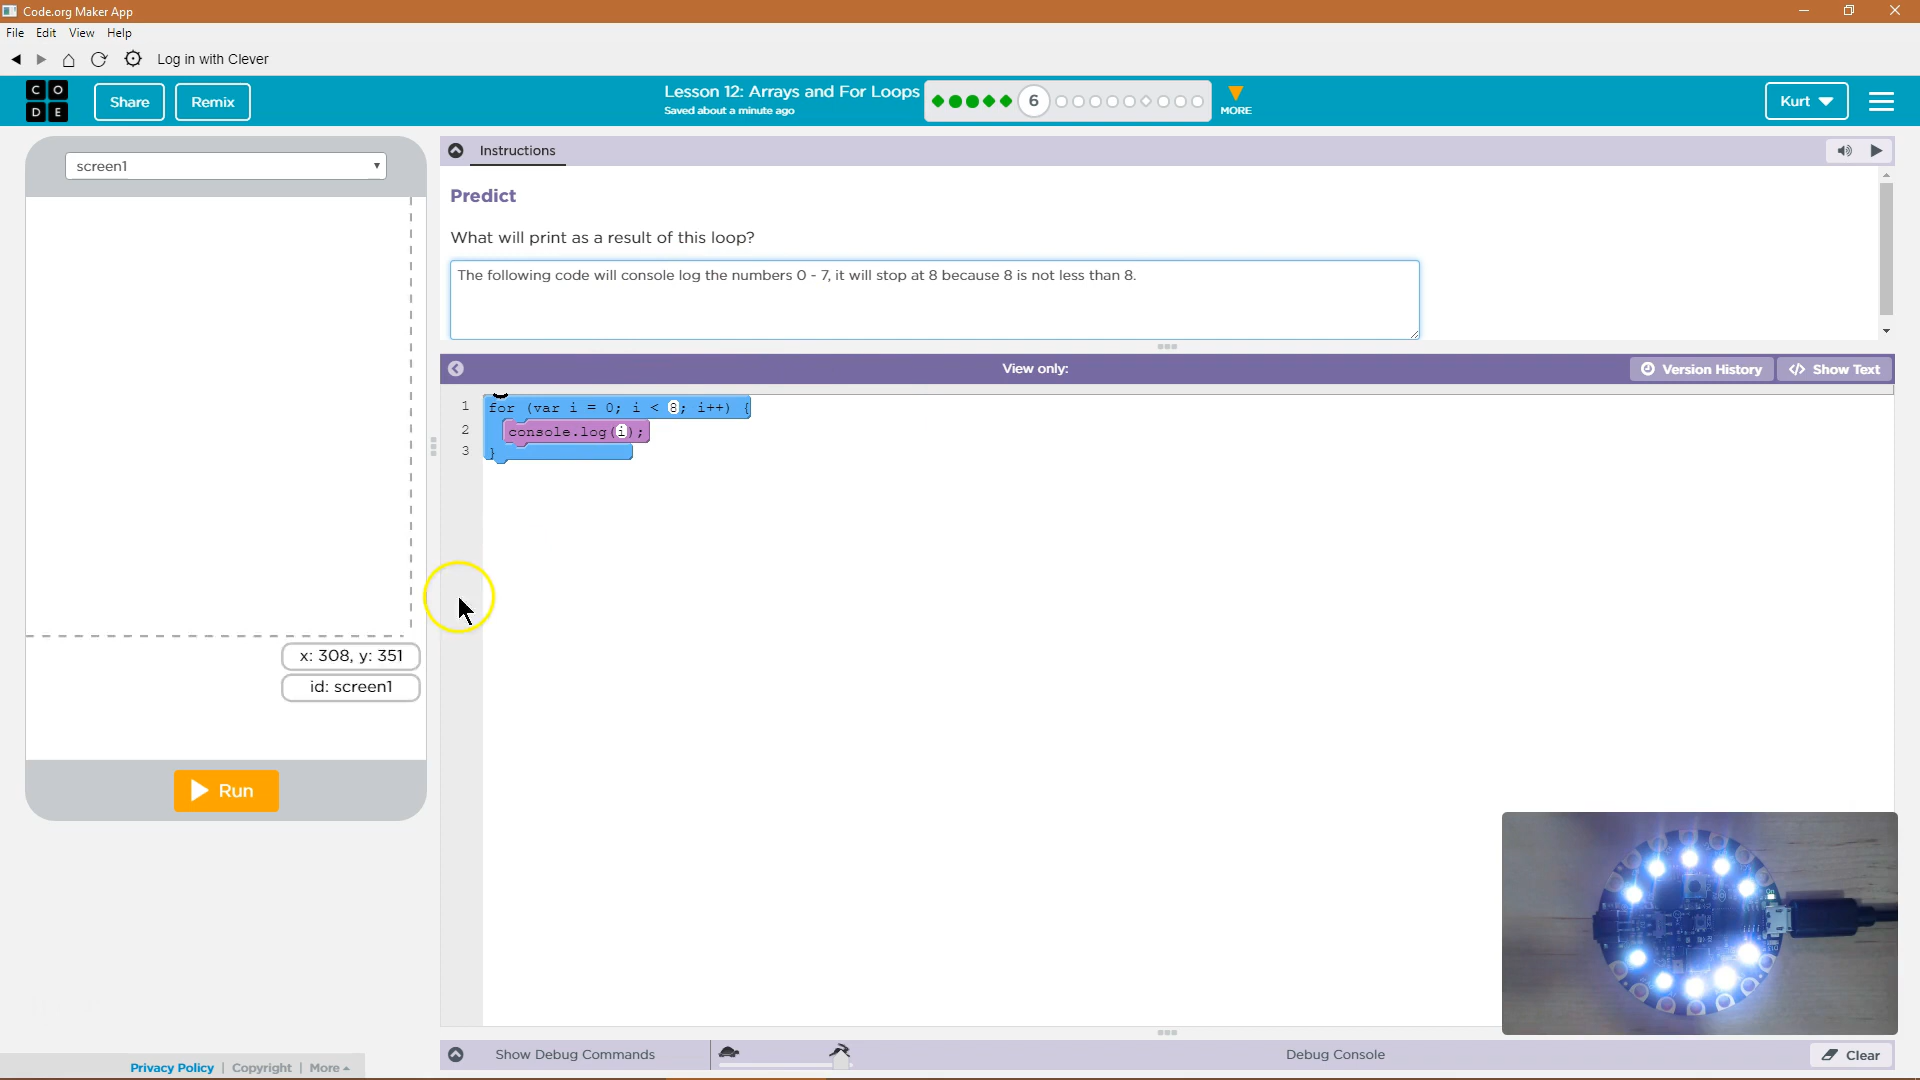 Code.org Maker App
File Edit View Help
Log in with Clever
C O
D E
Share
Remix
Lesson 12: Arrays and For Loops
Saved about a minute ago
6
MORE
Kurt
screen1
Instructions
Predict
What will print as a result of this loop?
The following code will console log the numbers 0 - 7, it will stop at 8 because 8 is not less than 8.
View only:
Version History
</> Show Text
1 for (var i = 0; i < 8; i++) {
2 console.log(i);
3 }
x: 308, y: 351
id: screen1
Run
Show Debug Commands
Debug Console
Clear
Privacy Policy | Copyright | More